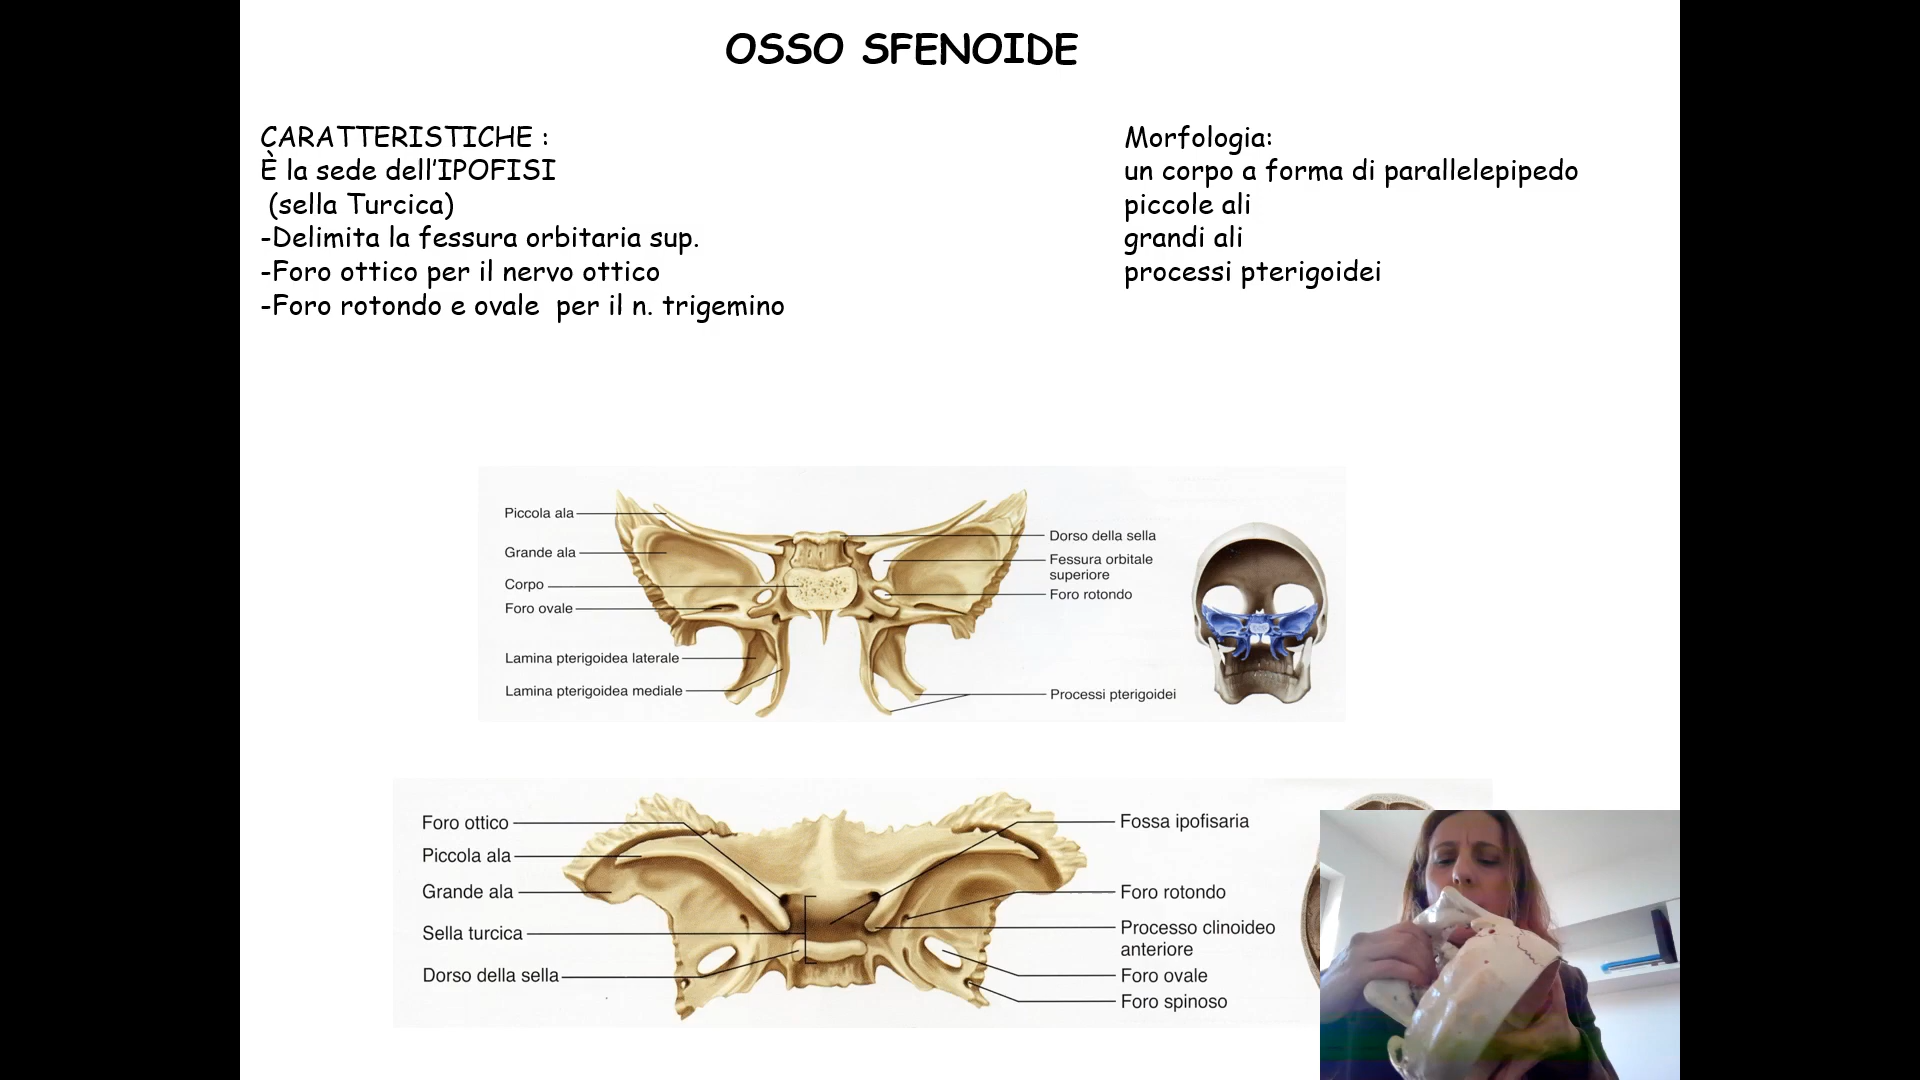 OSSO SFENOIDE
CARATTERISTICHE :
È la sede dell'IPOFISI
(sella Turcica)
-Delimita la fessura orbitaria sup.
-Foro ottico per il nervo ottico
-Foro rotondo e ovale per il n. trigemino
Morfologia:
un corpo a forma di parallelepipedo
piccole ali
grandi ali
processi pterigoidei
Piccola ala
Grande ala
Corpo
Foro ovale
Lamina pterigoidea laterale
Lamina pterigoidea mediale
Dorso della sella
Fessura orbitale
superiore
Foro rotondo
Processi pterigoidei
Foro ottico
Piccola ala
Grande ala
Sella turcica
Dorso della sella
Fossa ipofisaria
Foro rotondo
Processo clinoideo
anteriore
Foro ovale
Foro spinoso